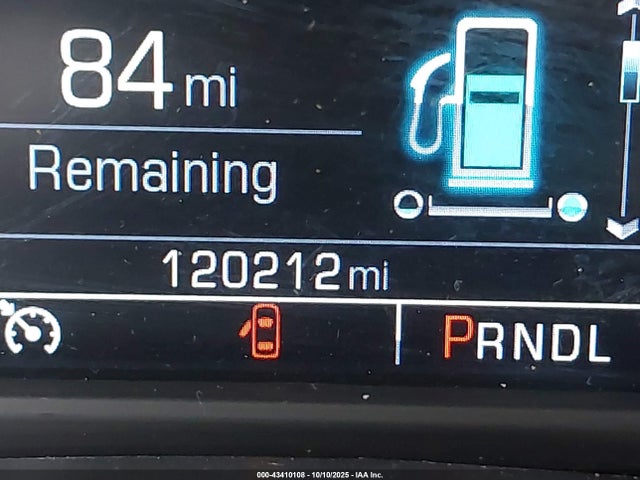 84 mi
Remaining
120212 mi
PRNDL
000-43410108 - 10/10/2025 - IAA Inc.